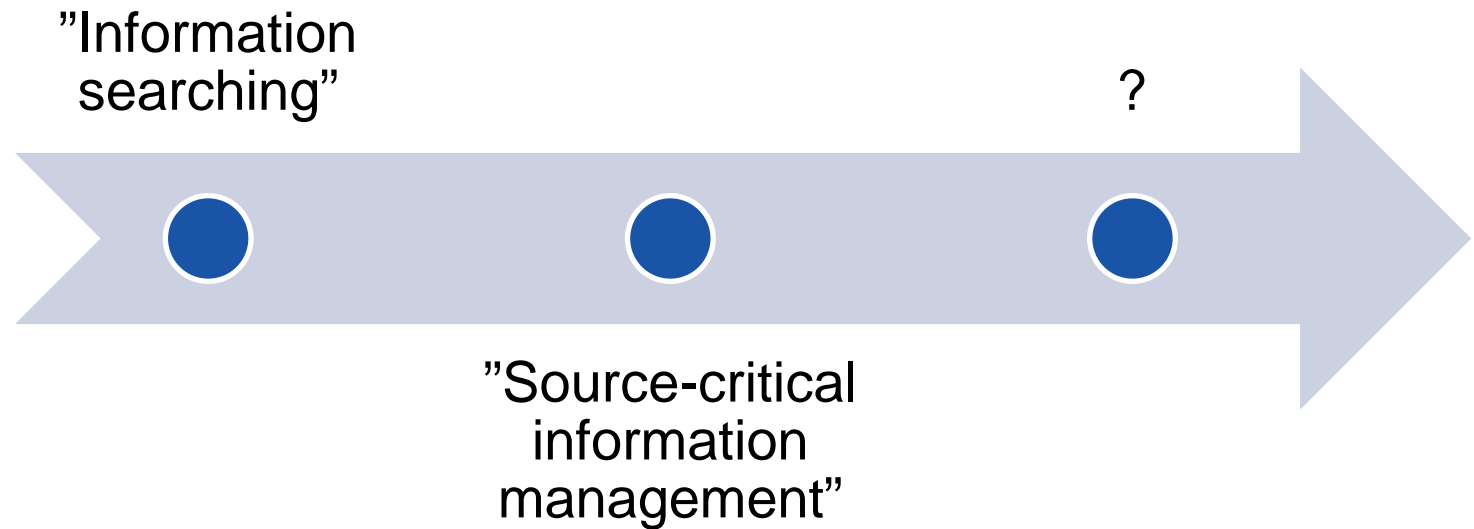 ”Information
searching”
”Source-critical
information
management”
?